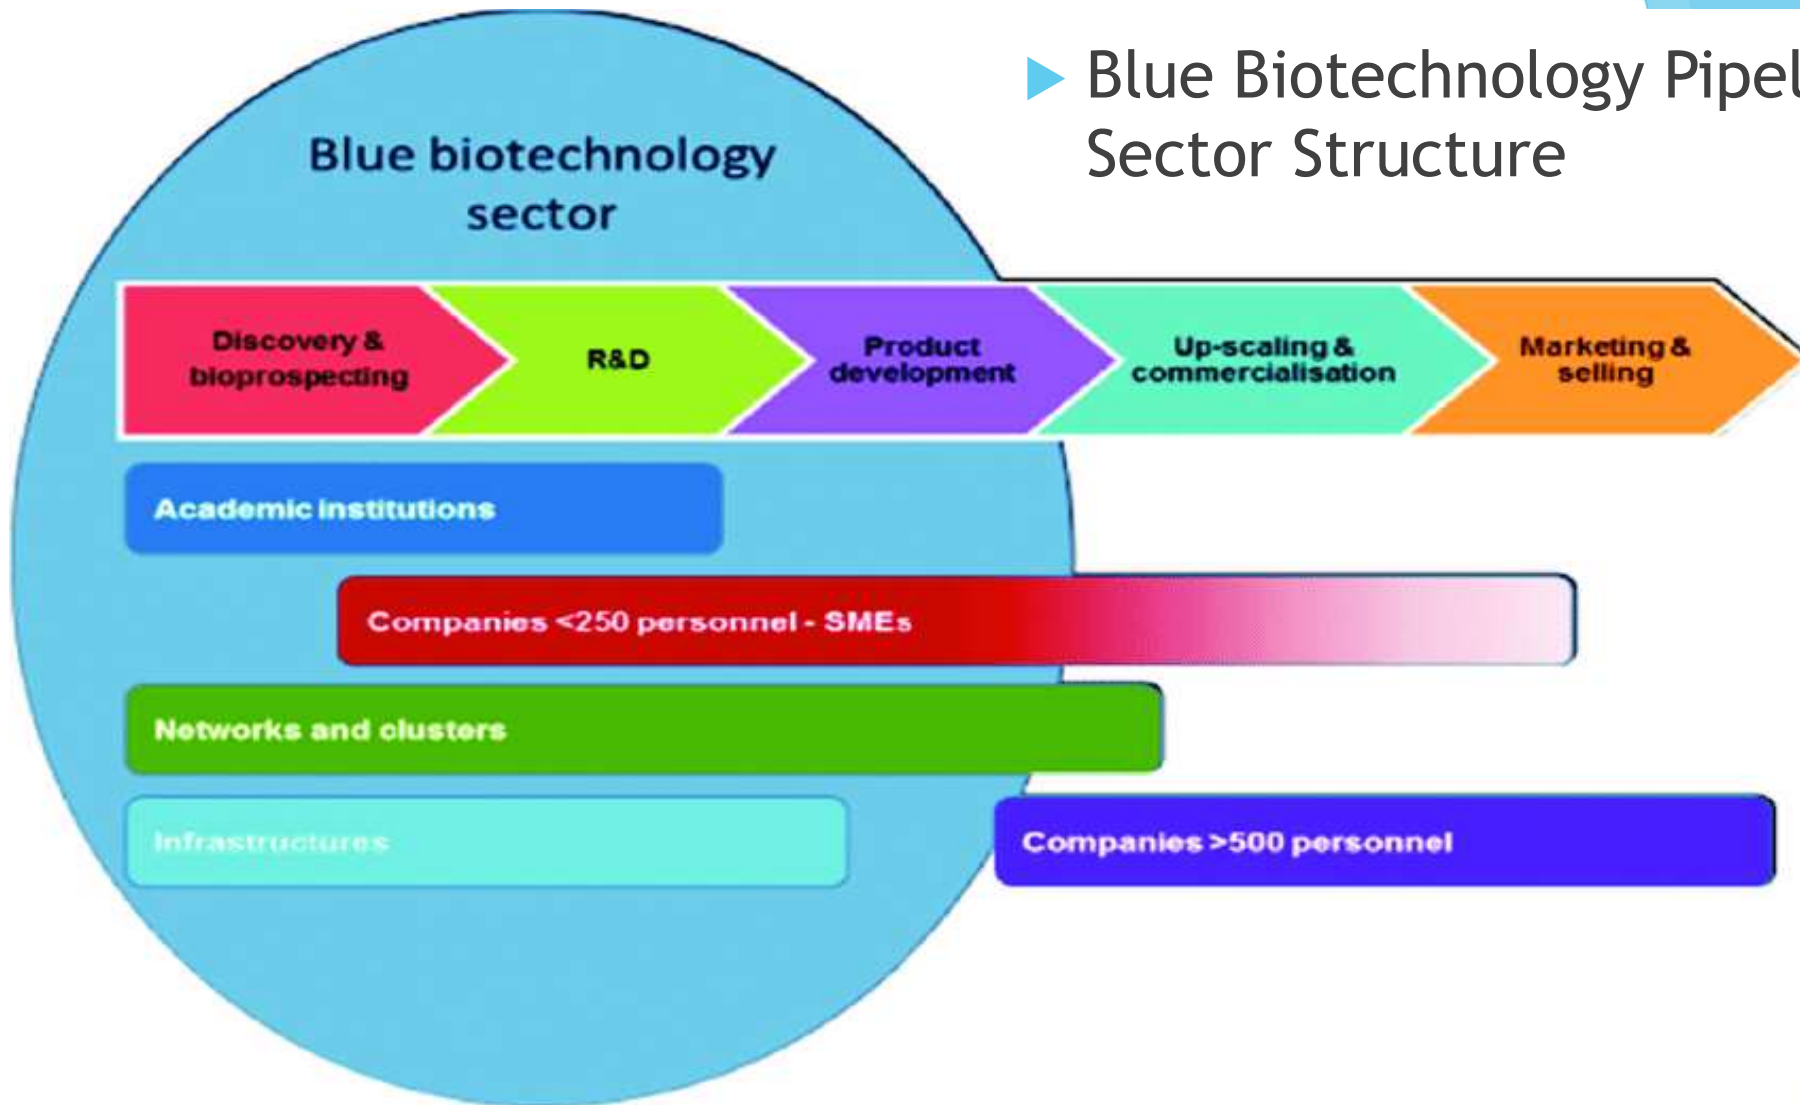 Blue Biotechnology Pipel
Sector Structure
Blue biotechnology
sector
Discovery &
bioprospecting
R&D
Product
development
Up-scaling &
commercialisation
Marketing &
selling
Academic institutions
Companies <250 personnel - SMEs
Networks and clusters
Infrastructures
Companies >500 personnel